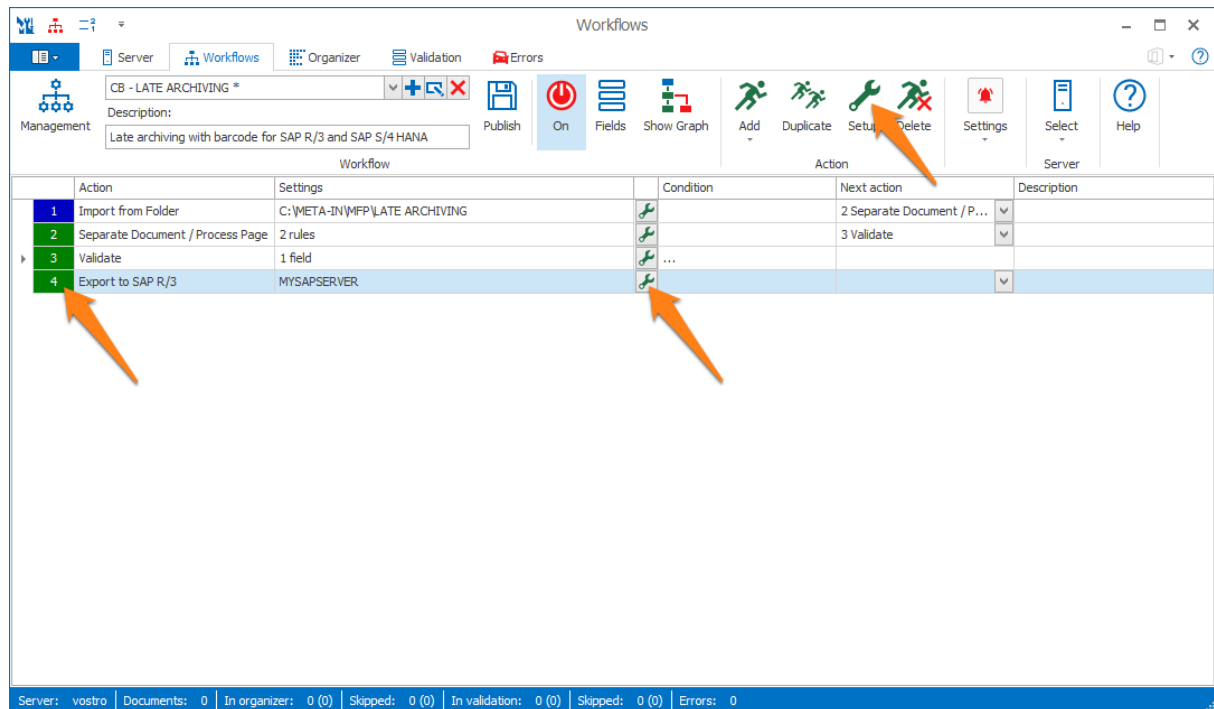 Workflows
Server Workflows Organizer Validation Errors
CB - LATE ARCHIVING *
Description:
Late archiving with barcode for SAP R/3 and SAP S/4 HANA
Management Publish On Fields Show Graph Add Duplicate Setup Delete Settings Select Help
Workflow Action Server
Action Settings Condition Next action Description
1 Import from Folder C:\META-IN\MFP\LATE ARCHIVING 2 Separate Document / P...
2 Separate Document / Process Page 2 rules 3 Validate
3 Validate 1 field ...
4 Export to SAP R/3 MYSAPSERVER
Server: vostro Documents: 0 In organizer: 0 (0) Skipped: 0 (0) In validation: 0 (0) Skipped: 0 (0) Errors: 0